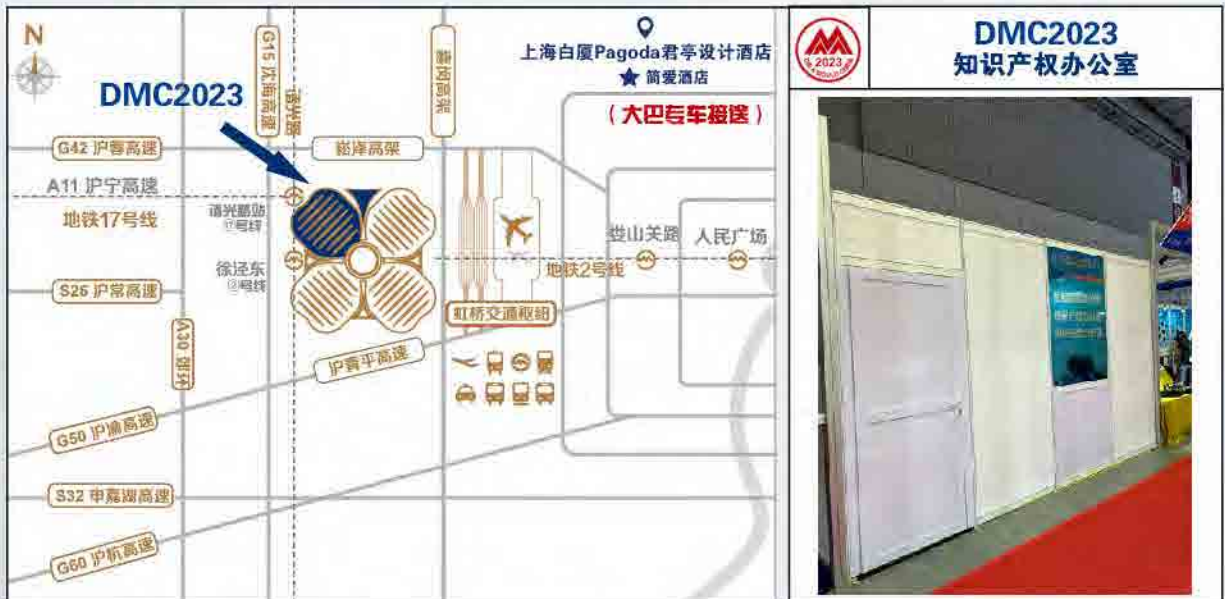 N
DMC2023
G15 沈海高速
诸光路
嘉闵高架
上海白厦Pagoda君亭设计酒店
简爱酒店
（大巴专车接送）
G42 沪蓉高速
崧泽高架
A11 沪宁高速
地铁17号线
诸光路站
⑰号线
徐泾东
②号线
地铁2号线
娄山关路
人民广场
S26 沪常高速
虹桥交通枢纽
A30 郊环
沪青平高速
G50 沪渝高速
S32 申嘉湖高速
G60 沪杭高速
2023
DMC2023
知识产权办公室